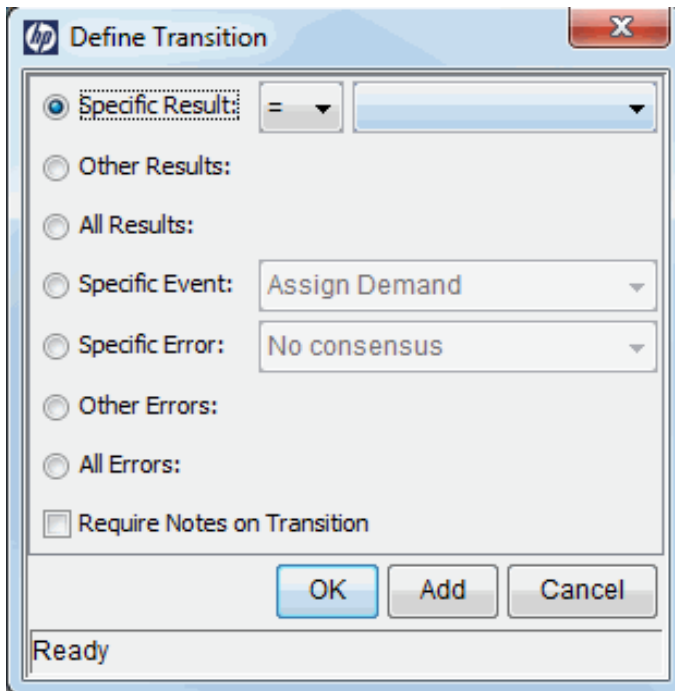 hp Define Transition
Specific Result: =
Other Results:
All Results:
Specific Event: Assign Demand
Specific Error: No consensus
Other Errors:
All Errors:
Require Notes on Transition
OK Add Cancel
Ready